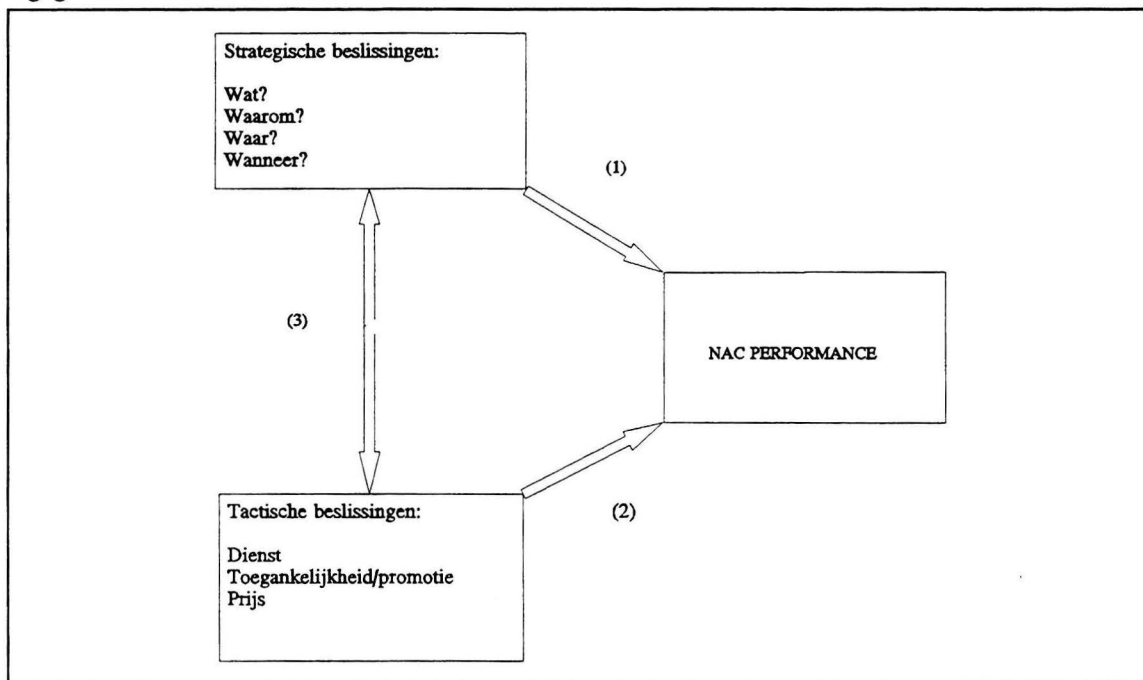 Strategische beslissingen:
Wat?
Waarom?
Waar?
Wanneer?
(1)
(3)
NAC PERFORMANCE
Tactische beslissingen:
Dienst
Toegankelijkheid/promotie
Prijs
(2)